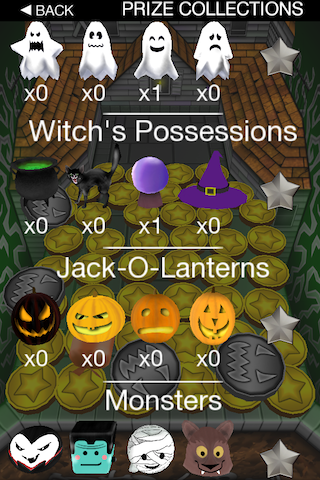 ◀ BACK PRIZE COLLECTIONS
x0 x0 x1 x0
Witch's Possessions
x0 x0 x1 x0
Jack-O-Lanterns
x0 x0 x0 x0
Monsters